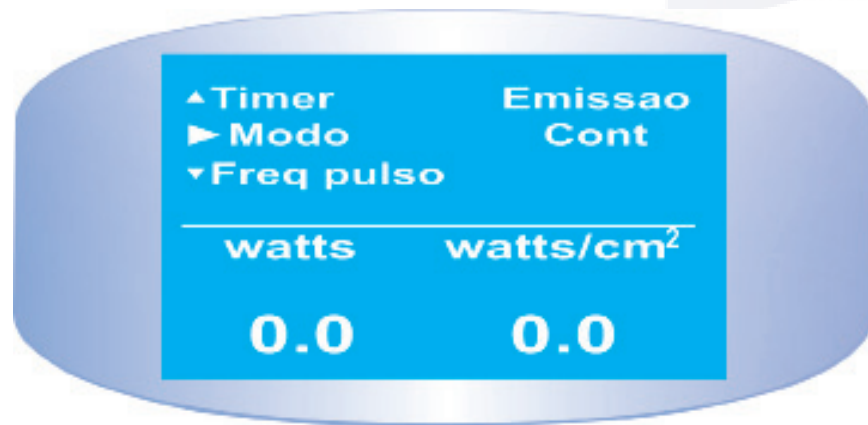 ▲Timer Emissao
►Modo Cont
▼Freq pulso
watts watts/cm²
0.0 0.0